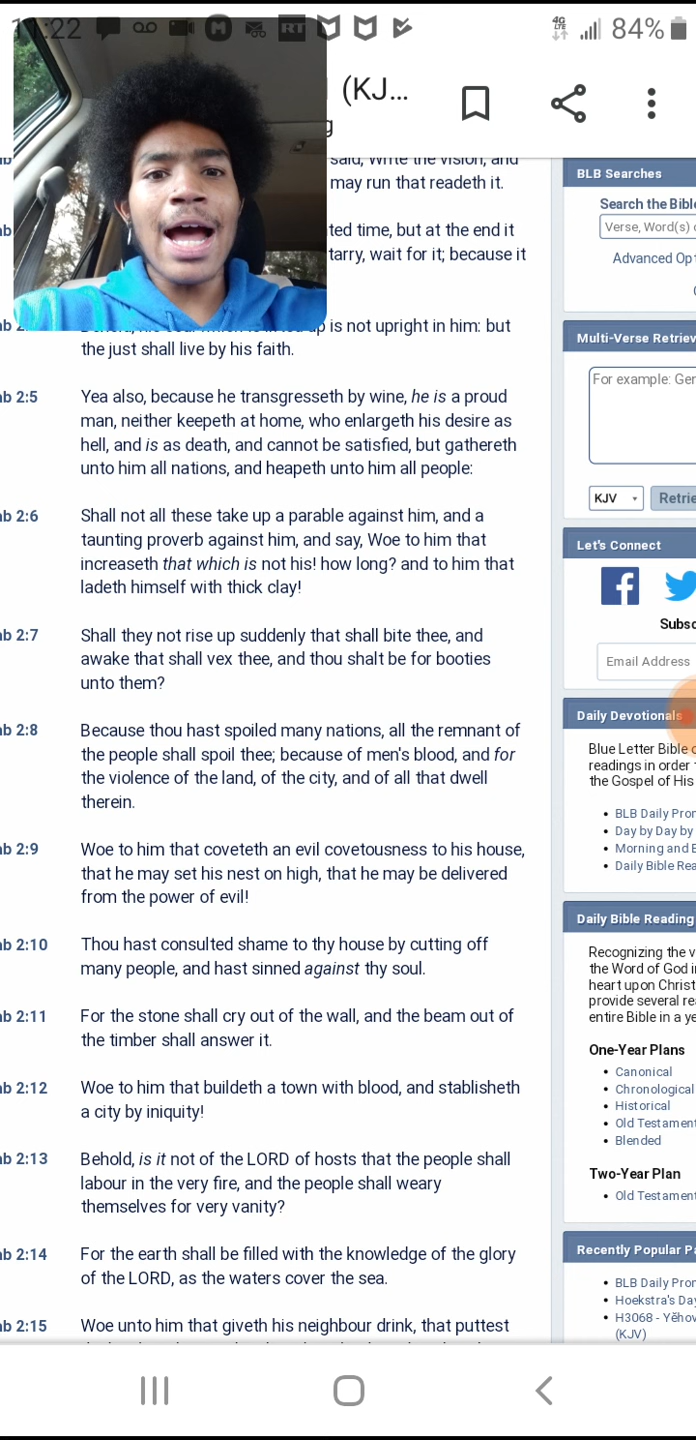 11:22
84%
(KJ...
g
said, Write the vision, and
may run that readeth it.
ted time, but at the end it
tarry, wait for it; because it
up is not upright in him: but
the just shall live by his faith.
ab 2:5
Yea also, because he transgresseth by wine, he is a proud
man, neither keepeth at home, who enlargeth his desire as
hell, and is as death, and cannot be satisfied, but gathereth
unto him all nations, and heapeth unto him all people:
ab 2:6
Shall not all these take up a parable against him, and a
taunting proverb against him, and say, Woe to him that
increaseth that which is not his! how long? and to him that
ladeth himself with thick clay!
ab 2:7
Shall they not rise up suddenly that shall bite thee, and
awake that shall vex thee, and thou shalt be for booties
unto them?
ab 2:8
Because thou hast spoiled many nations, all the remnant of
the people shall spoil thee; because of men's blood, and for
the violence of the land, of the city, and of all that dwell
therein.
ab 2:9
Woe to him that coveteth an evil covetousness to his house,
that he may set his nest on high, that he may be delivered
from the power of evil!
ab 2:10
Thou hast consulted shame to thy house by cutting off
many people, and hast sinned against thy soul.
ab 2:11
For the stone shall cry out of the wall, and the beam out of
the timber shall answer it.
ab 2:12
Woe to him that buildeth a town with blood, and stablisheth
a city by iniquity!
ab 2:13
Behold, is it not of the LORD of hosts that the people shall
labour in the very fire, and the people shall weary
themselves for very vanity?
ab 2:14
For the earth shall be filled with the knowledge of the glory
of the LORD, as the waters cover the sea.
ab 2:15
Woe unto him that giveth his neighbour drink, that puttest
BLB Searches
Search the Bible
Verse, Word(s) o
Advanced Opt
Multi-Verse Retriev
For example: Gen
KJV
Retrie
Let's Connect
Subsc
Email Address
Daily Devotionals
Blue Letter Bible o
readings in order
the Gospel of His
BLB Daily Pron
Day by Day by
Morning and E
Daily Bible Rea
Daily Bible Reading
Recognizing the v
the Word of God i
heart upon Christ
provide several re
entire Bible in a ye
One-Year Plans
Canonical
Chronological
Historical
Old Testament
Blended
Two-Year Plan
Old Testament
Recently Popular Pa
BLB Daily Pron
Hoekstra's Day
H3068 - Yĕhov
(KJV)